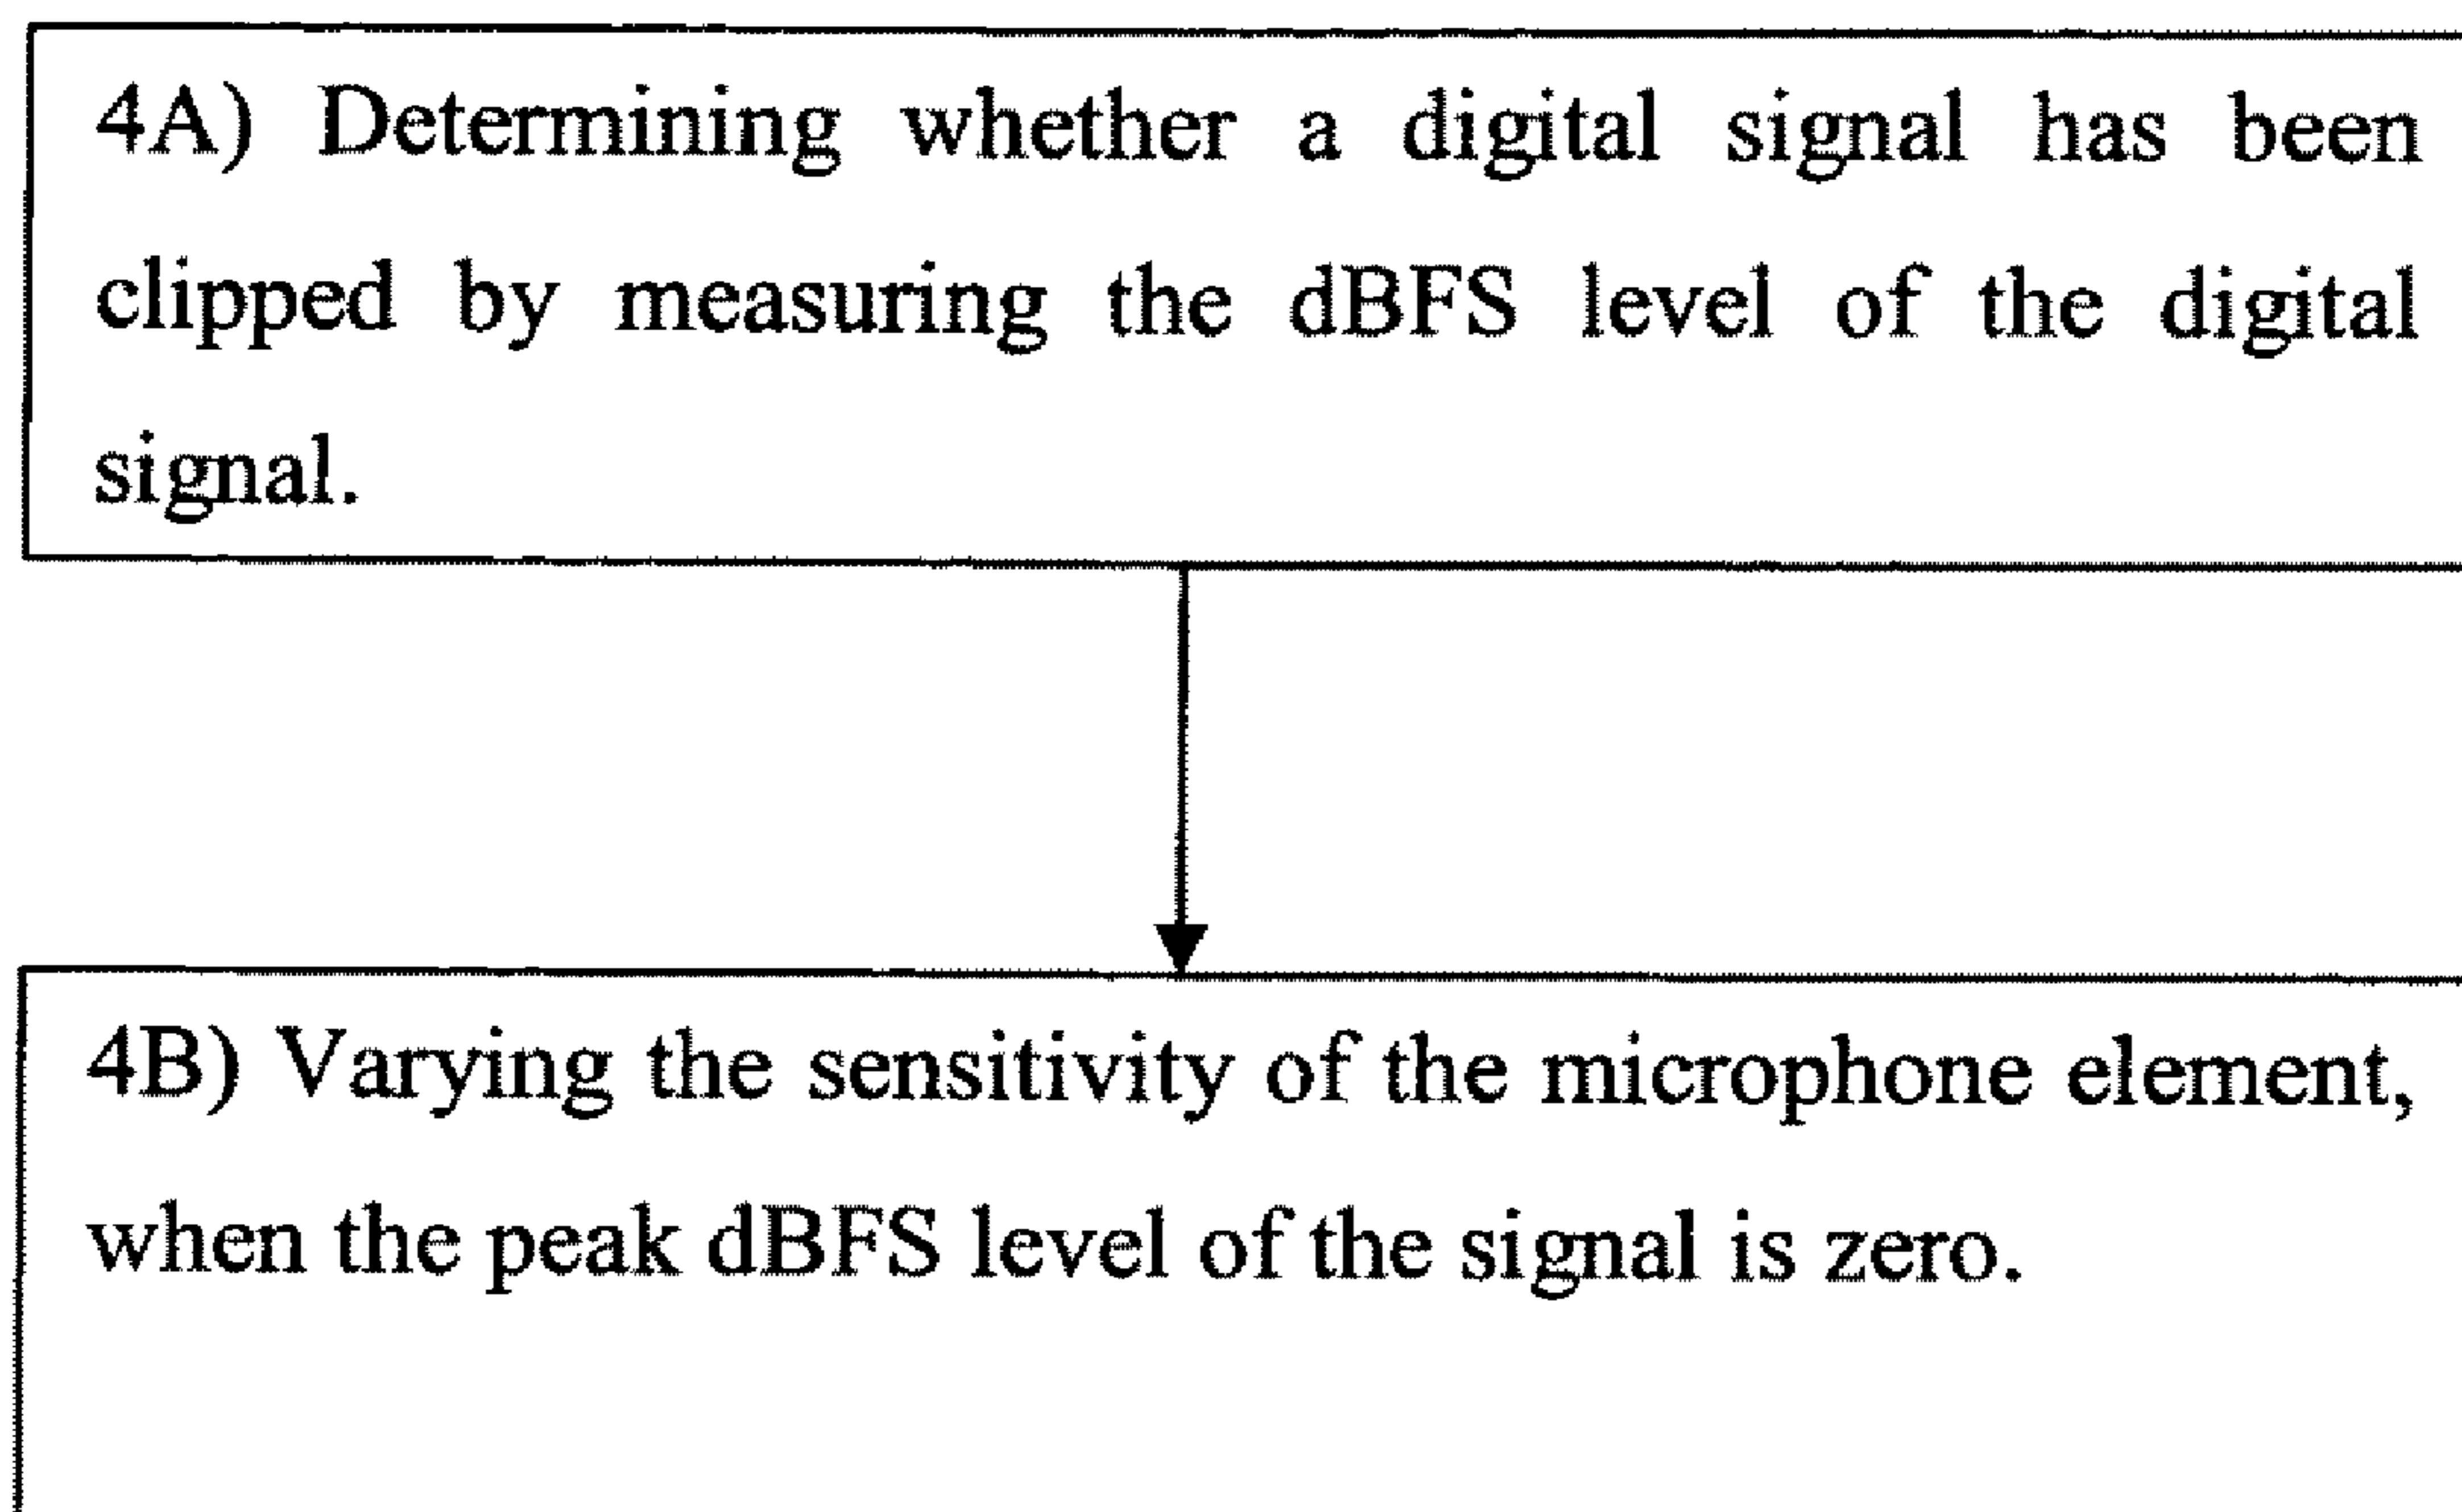 4A) Determining whether a digital signal has been
clipped by measuring the dBFS level of the digital
signal.
4B) Varying the sensitivity of the microphone element,
when the peak dBFS level of the signal is zero.